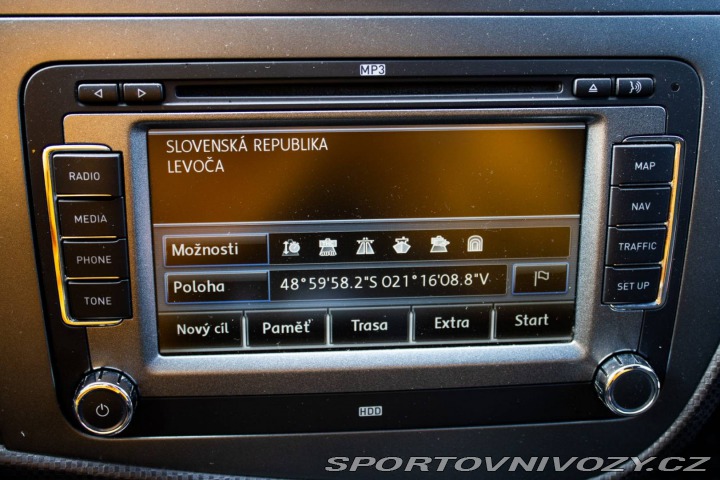 MP3
RADIO
MEDIA
PHONE
TONE
SLOVENSKÁ REPUBLIKA
LEVOČA
Možnosti
Poloha 48°59'58.2"S 021°16'08.8"V
Nový cíl Paměť Trasa Extra Start
MAP
NAV
TRAFFIC
SET UP
HDD
SPORTOVNIVOZY.CZ